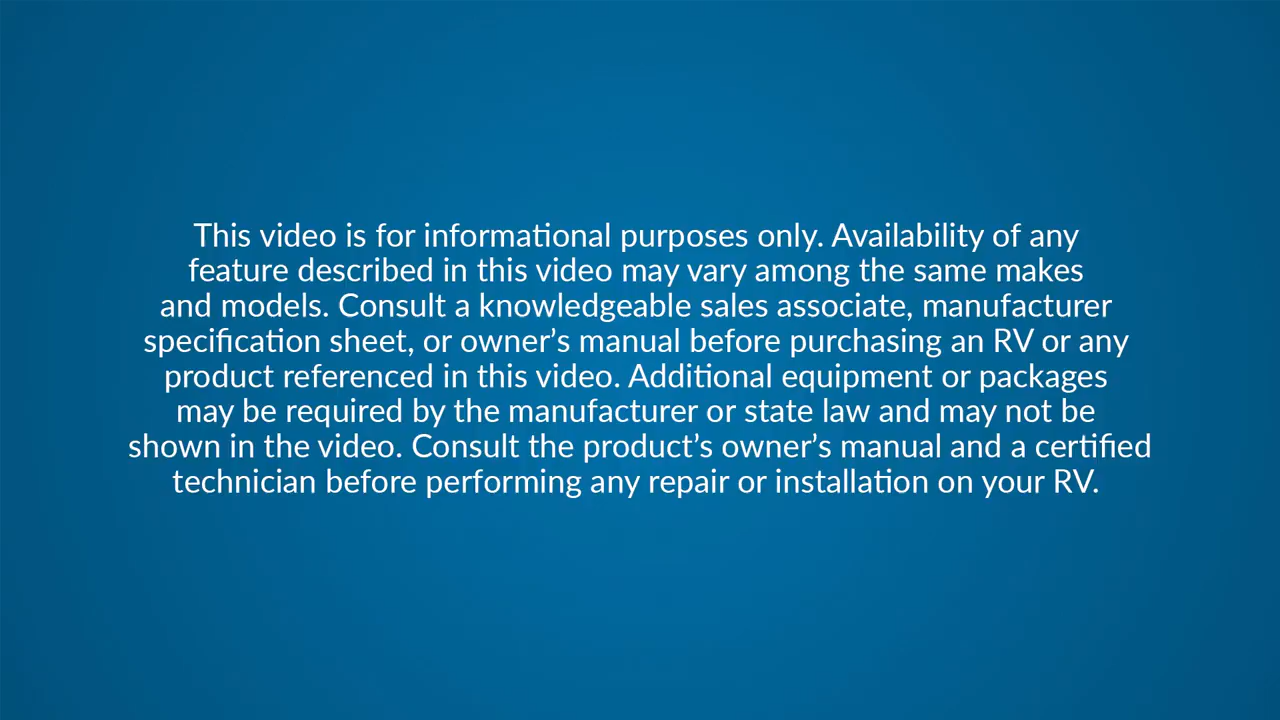 This video is for informational purposes only. Availability of any
feature described in this video may vary among the same makes
and models. Consult a knowledgeable sales associate, manufacturer
specification sheet, or owner’s manual before purchasing an RV or any
product referenced in this video. Additional equipment or packages
may be required by the manufacturer or state law and may not be
shown in the video. Consult the product’s owner’s manual and a certified
technician before performing any repair or installation on your RV.